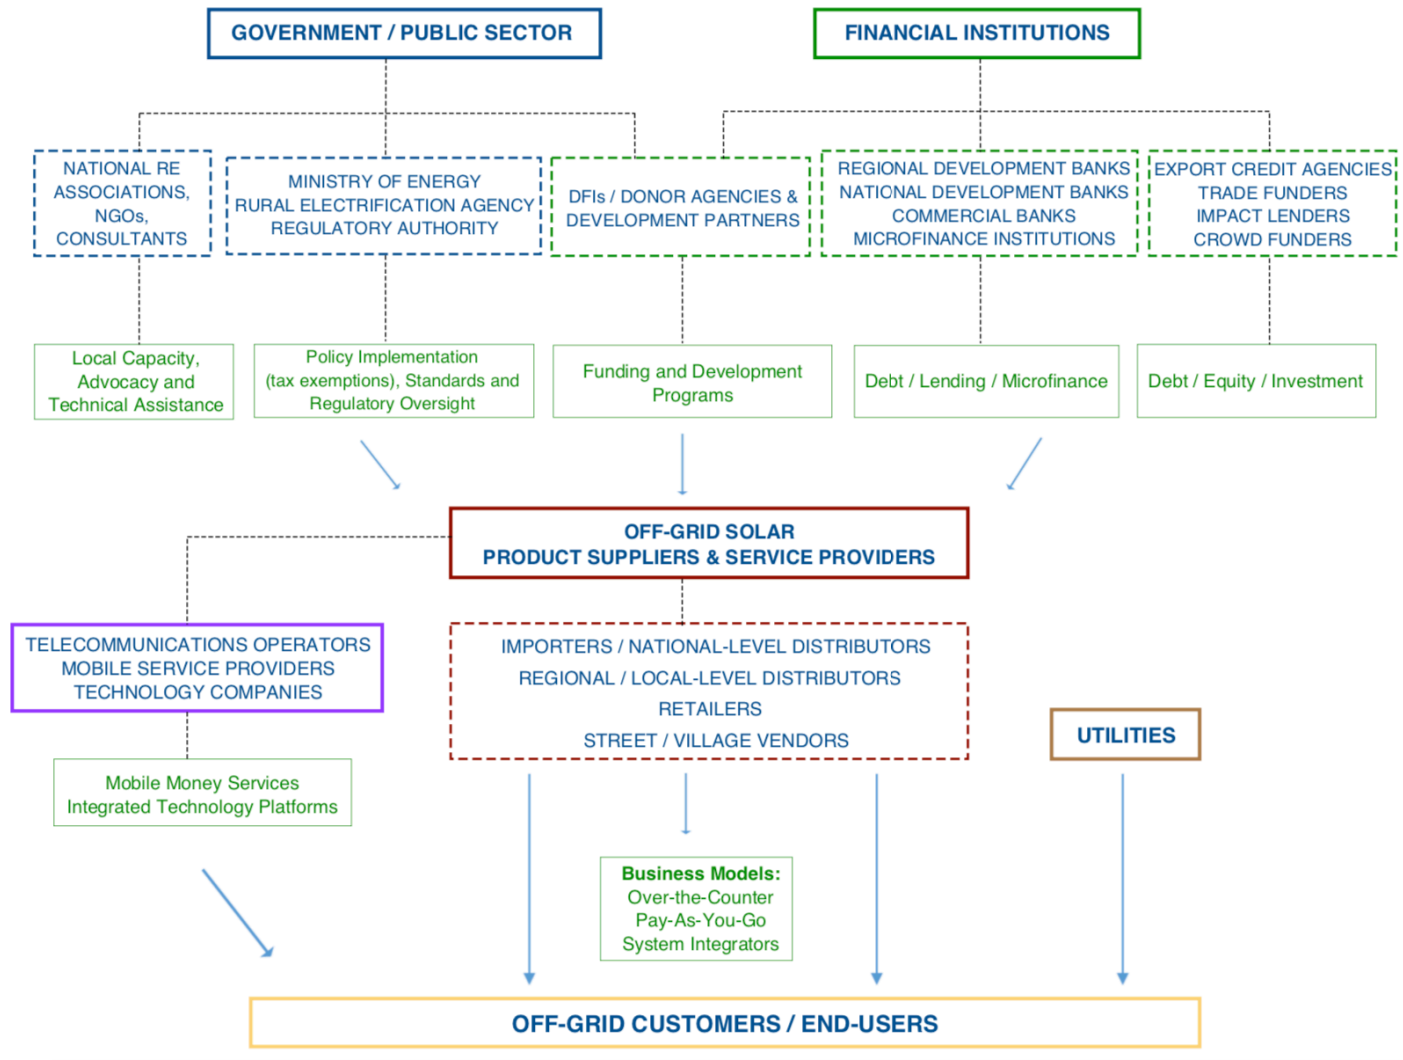 GOVERNMENT / PUBLIC SECTOR
FINANCIAL INSTITUTIONS
NATIONAL RE
ASSOCIATIONS,
NGOs,
CONSULTANTS
MINISTRY OF ENERGY
RURAL ELECTRIFICATION AGENCY
REGULATORY AUTHORITY
DFIs / DONOR AGENCIES &
DEVELOPMENT PARTNERS
REGIONAL DEVELOPMENT BANKS
NATIONAL DEVELOPMENT BANKS
COMMERCIAL BANKS
MICROFINANCE INSTITUTIONS
EXPORT CREDIT AGENCIES
TRADE FUNDERS
IMPACT LENDERS
CROWD FUNDERS
Local Capacity,
Advocacy and
Technical Assistance
Policy Implementation
(tax exemptions), Standards and
Regulatory Oversight
Funding and Development
Programs
Debt / Lending / Microfinance
Debt / Equity / Investment
OFF-GRID SOLAR
PRODUCT SUPPLIERS & SERVICE PROVIDERS
TELECOMMUNICATIONS OPERATORS
MOBILE SERVICE PROVIDERS
TECHNOLOGY COMPANIES
IMPORTERS / NATIONAL-LEVEL DISTRIBUTORS
REGIONAL / LOCAL-LEVEL DISTRIBUTORS
RETAILERS
STREET / VILLAGE VENDORS
UTILITIES
Mobile Money Services
Integrated Technology Platforms
Business Models:
Over-the-Counter
Pay-As-You-Go
System Integrators
OFF-GRID CUSTOMERS / END-USERS